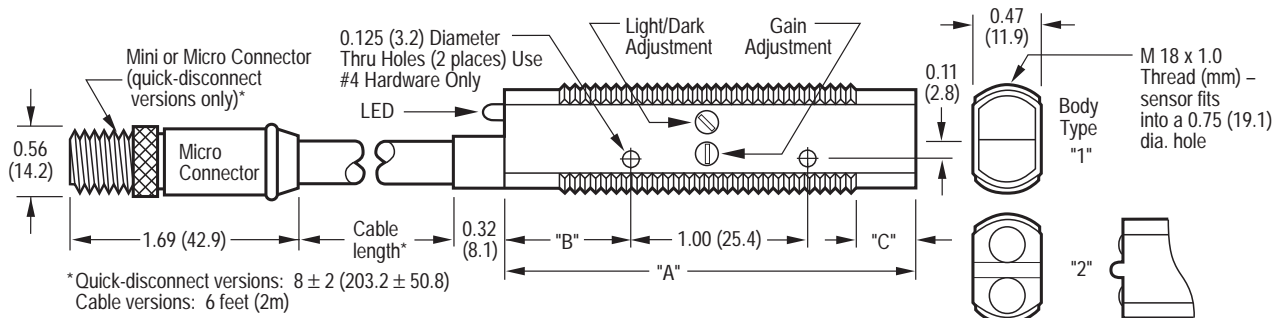 Mini or Micro Connector
(quick-disconnect
versions only)*
0.125 (3.2) Diameter
Thru Holes (2 places) Use
#4 Hardware Only
LED
Light/Dark
Adjustment
Gain
Adjustment
0.47
(11.9)
0.11
(2.8)
M 18 x 1.0
Thread (mm) –
sensor fits
into a 0.75 (19.1)
dia. hole
Body
Type
"1"
0.56
(14.2)
Micro
Connector
1.69 (42.9)
Cable
length*
0.32
(8.1)
"B"
1.00 (25.4)
"C"
"A"
"2"
*Quick-disconnect versions: 8 ± 2 (203.2 ± 50.8)
Cable versions: 6 feet (2m)